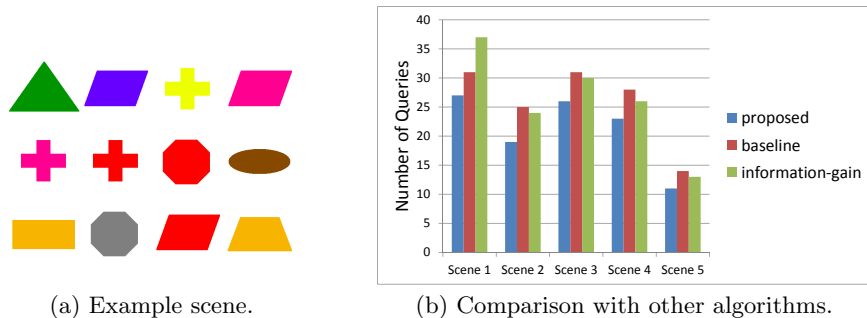 40
35
30
25
20
15
10
5
0
Number of Queries
Scene 1 Scene 2 Scene 3 Scene 4 Scene 5
proposed
baseline
information-gain
(a) Example scene.
(b) Comparison with other algorithms.